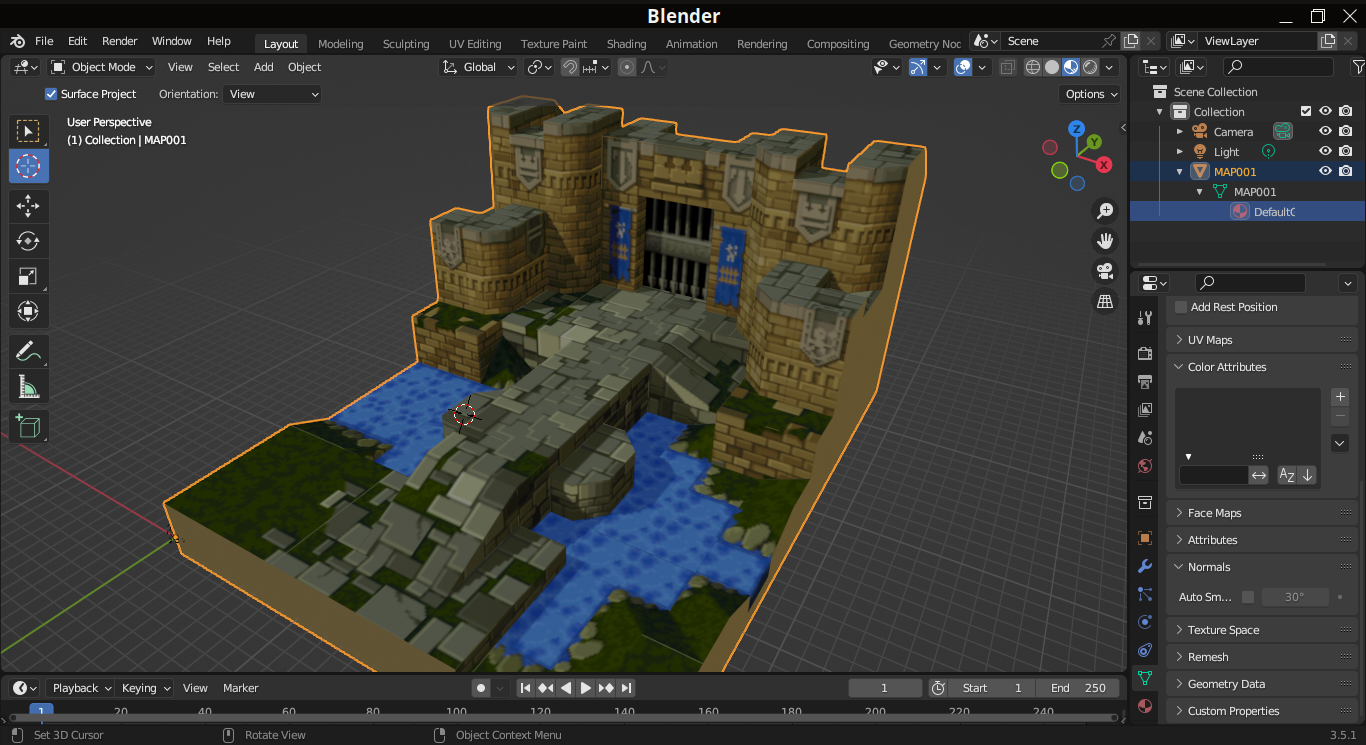 Blender
File Edit Render Window Help Layout Modeling Sculpting UV Editing Texture Paint Shading Animation Rendering Compositing Geometry Nod Scene ViewLayer
Object Mode View Select Add Object Global
Surface Project Orientation: View Options
User Perspective
(1) Collection | MAP001
Z
Y
X
Scene Collection
Collection
Camera
Light
MAP001
MAP001
DefaultC
Add Rest Position
UV Maps
Color Attributes
AZ
Face Maps
Attributes
Normals
Auto Sm... 30°
Texture Space
Remesh
Geometry Data
Custom Properties
Playback Keying View Marker 1 Start 1 End 250
1 20 40 60 80 100 120 140 160 180 200 220 240
Set 3D Cursor Rotate View Object Context Menu 3.5.1